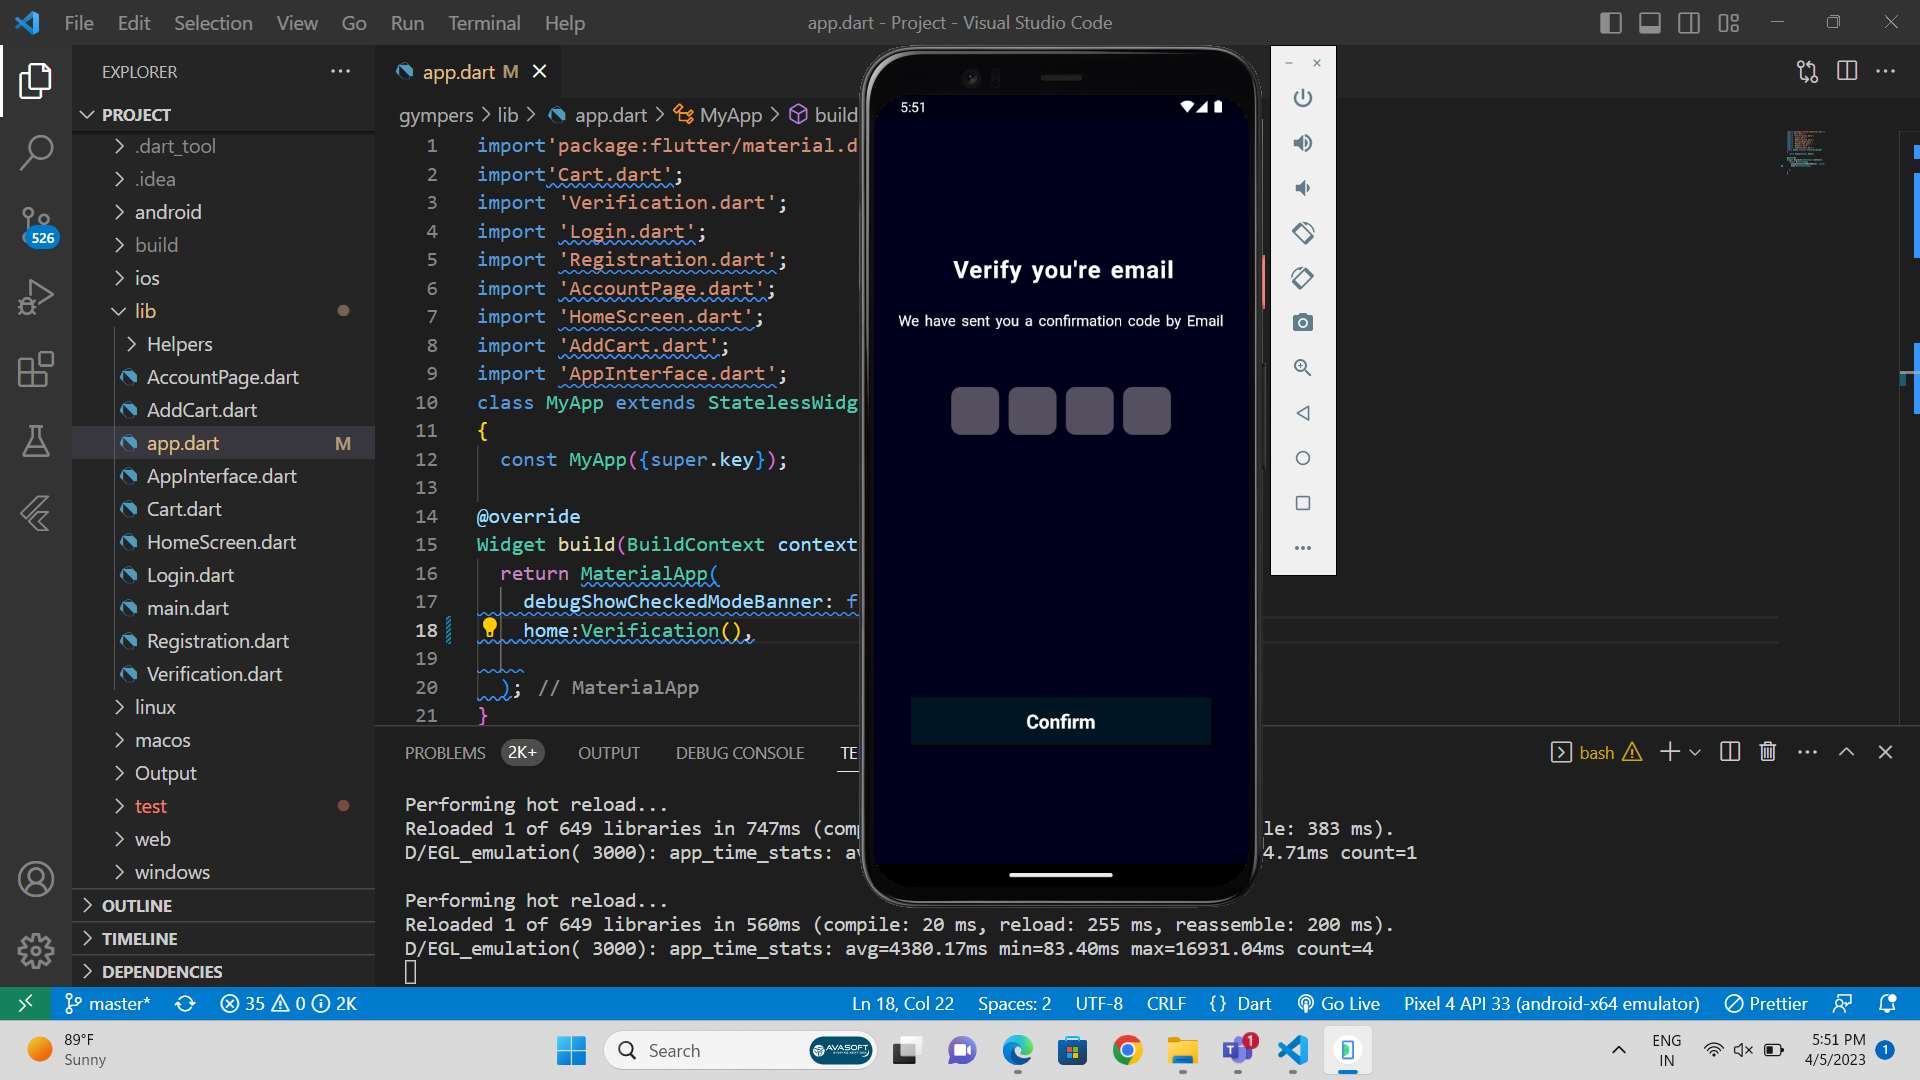 File Edit Selection View Go Run Terminal Help
app.dart - Project - Visual Studio Code
EXPLORER
PROJECT
.dart_tool
.idea
android
build
ios
lib
Helpers
AccountPage.dart
AddCart.dart
app.dart M
AppInterface.dart
Cart.dart
HomeScreen.dart
Login.dart
main.dart
Registration.dart
Verification.dart
linux
macos
Output
test
web
windows
OUTLINE
TIMELINE
DEPENDENCIES
526
app.dart M
gympers > lib > app.dart > MyApp > build
1 import'package:flutter/material.d
2 import'Cart.dart';
3 import 'Verification.dart';
4 import 'Login.dart';
5 import 'Registration.dart';
6 import 'AccountPage.dart';
7 import 'HomeScreen.dart';
8 import 'AddCart.dart';
9 import 'AppInterface.dart';
10 class MyApp extends StatelessWidg
11 {
12 const MyApp({super.key});
13
14 @override
15 Widget build(BuildContext context
16 return MaterialApp(
17 debugShowCheckedModeBanner: f
18 home:Verification(),
19
20 ); // MaterialApp
21 }
5:51
Verify you're email
We have sent you a confirmation code by Email
Confirm
PROBLEMS 2K+ OUTPUT DEBUG CONSOLE TE
bash
Performing hot reload...
Reloaded 1 of 649 libraries in 747ms (com le: 383 ms).
D/EGL_emulation( 3000): app_time_stats: av 4.71ms count=1
Performing hot reload...
Reloaded 1 of 649 libraries in 560ms (compile: 20 ms, reload: 255 ms, reassemble: 200 ms).
D/EGL_emulation( 3000): app_time_stats: avg=4380.17ms min=83.40ms max=16931.04ms count=4
master* 35 0 2K
Ln 18, Col 22 Spaces: 2 UTF-8 CRLF {} Dart Go Live Pixel 4 API 33 (android-x64 emulator) Prettier
89°F
Sunny
Search
AVASOFT
1
ENG
IN
5:51 PM
4/5/2023
1